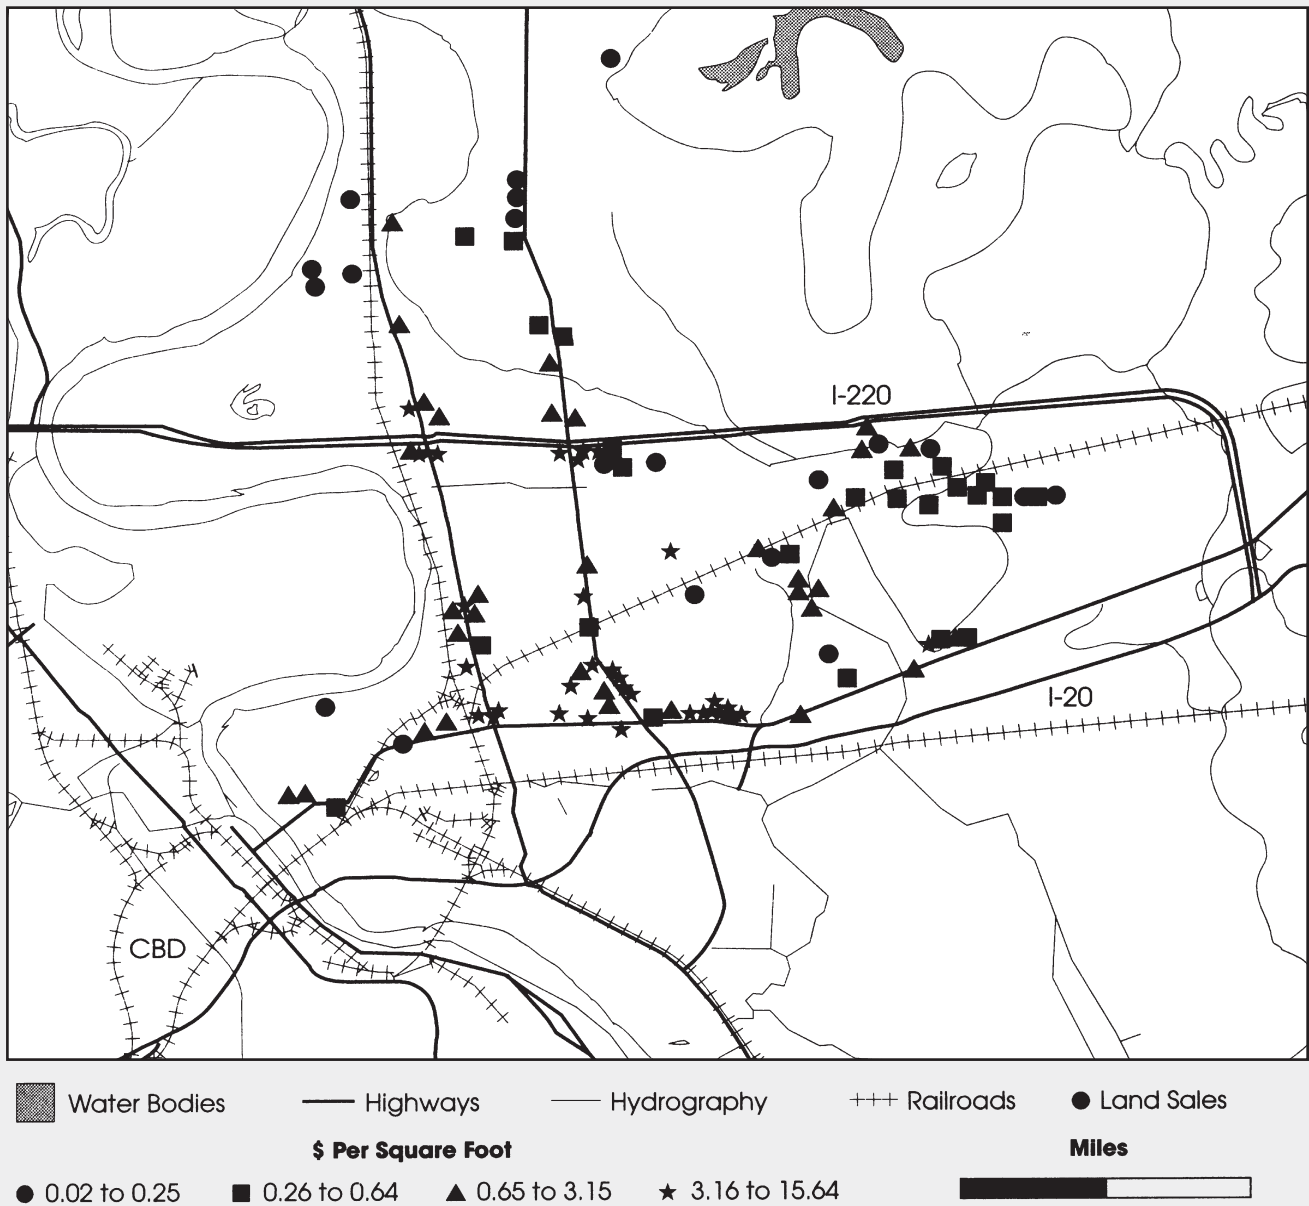 I-220
I-20
CBD
Water Bodies Highways Hydrography Railroads Land Sales
$ Per Square Foot Miles
0.02 to 0.25 0.26 to 0.64 0.65 to 3.15 3.16 to 15.64